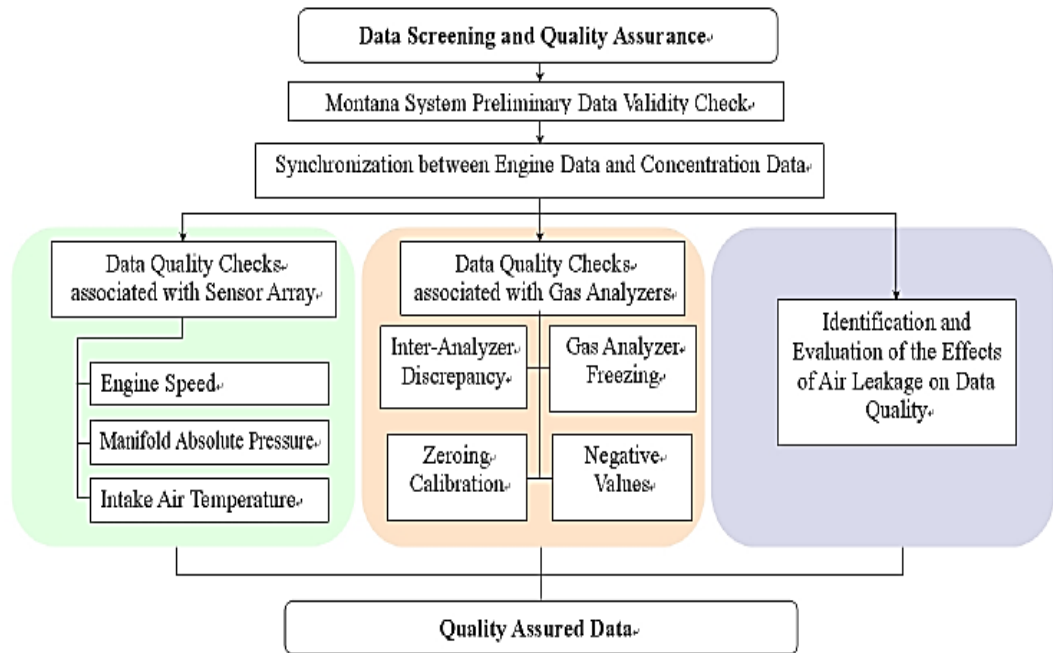 Data Screening and Quality Assurance
Montana System Preliminary Data Validity Check
Synchronization between Engine Data and Concentration Data
Data Quality Checks
associated with Sensor Array
Engine Speed
Manifold Absolute Pressure
Intake Air Temperature
Data Quality Checks
associated with Gas Analyzers
Inter-Analyzer
Discrepancy
Gas Analyzer
Freezing
Zeroing
Calibration
Negative
Values
Identification and
Evaluation of the Effects
of Air Leakage on Data
Quality
Quality Assured Data